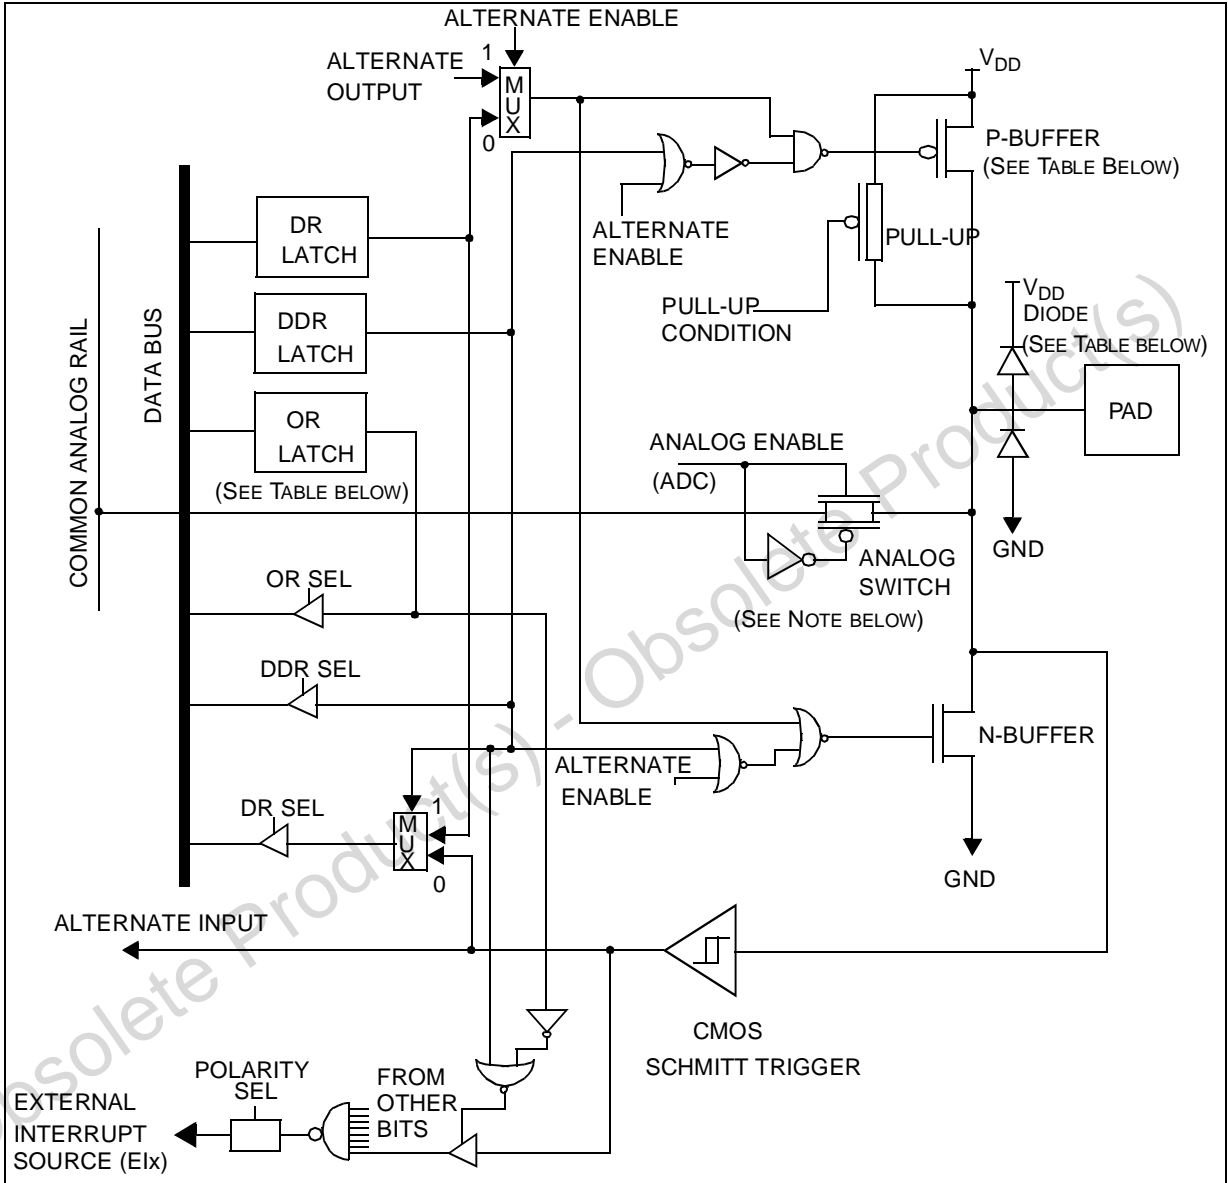 ALTERNATE ENABLE
1
ALTERNATE
OUTPUT
M
U
X
0
VDD
P-BUFFER
(SEE TABLE BELOW)
ALTERNATE
ENABLE
PULL-UP
PULL-UP
CONDITION
DR
LATCH
DDR
LATCH
OR
LATCH
(SEE TABLE BELOW)
COMMON ANALOG RAIL
DATA BUS
VDD
DIODE
(SEE TABLE BELOW)
PAD
GND
ANALOG ENABLE
(ADC)
ANALOG
SWITCH
(SEE NOTE BELOW)
OR SEL
DDR SEL
DR SEL
M
U
X
1
0
ALTERNATE
ENABLE
N-BUFFER
GND
ALTERNATE INPUT
CMOS
SCHMITT TRIGGER
POLARITY
SEL
FROM
OTHER
BITS
EXTERNAL
INTERRUPT
SOURCE (EIx)
Obsolete Product(s) - Obsolete Product(s)